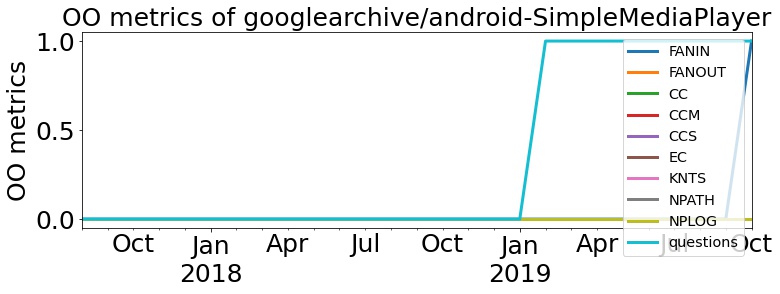 OO metrics of googlearchive/android-SimpleMediaPlayer
OO metrics
1.0
0.5
0.0
FANIN
FANOUT
CC
CCM
CCS
EC
KNTS
NPATH
NPLOG
questions
Oct Jan Apr Jul Oct Jan Apr Jul Oct
2018 2019